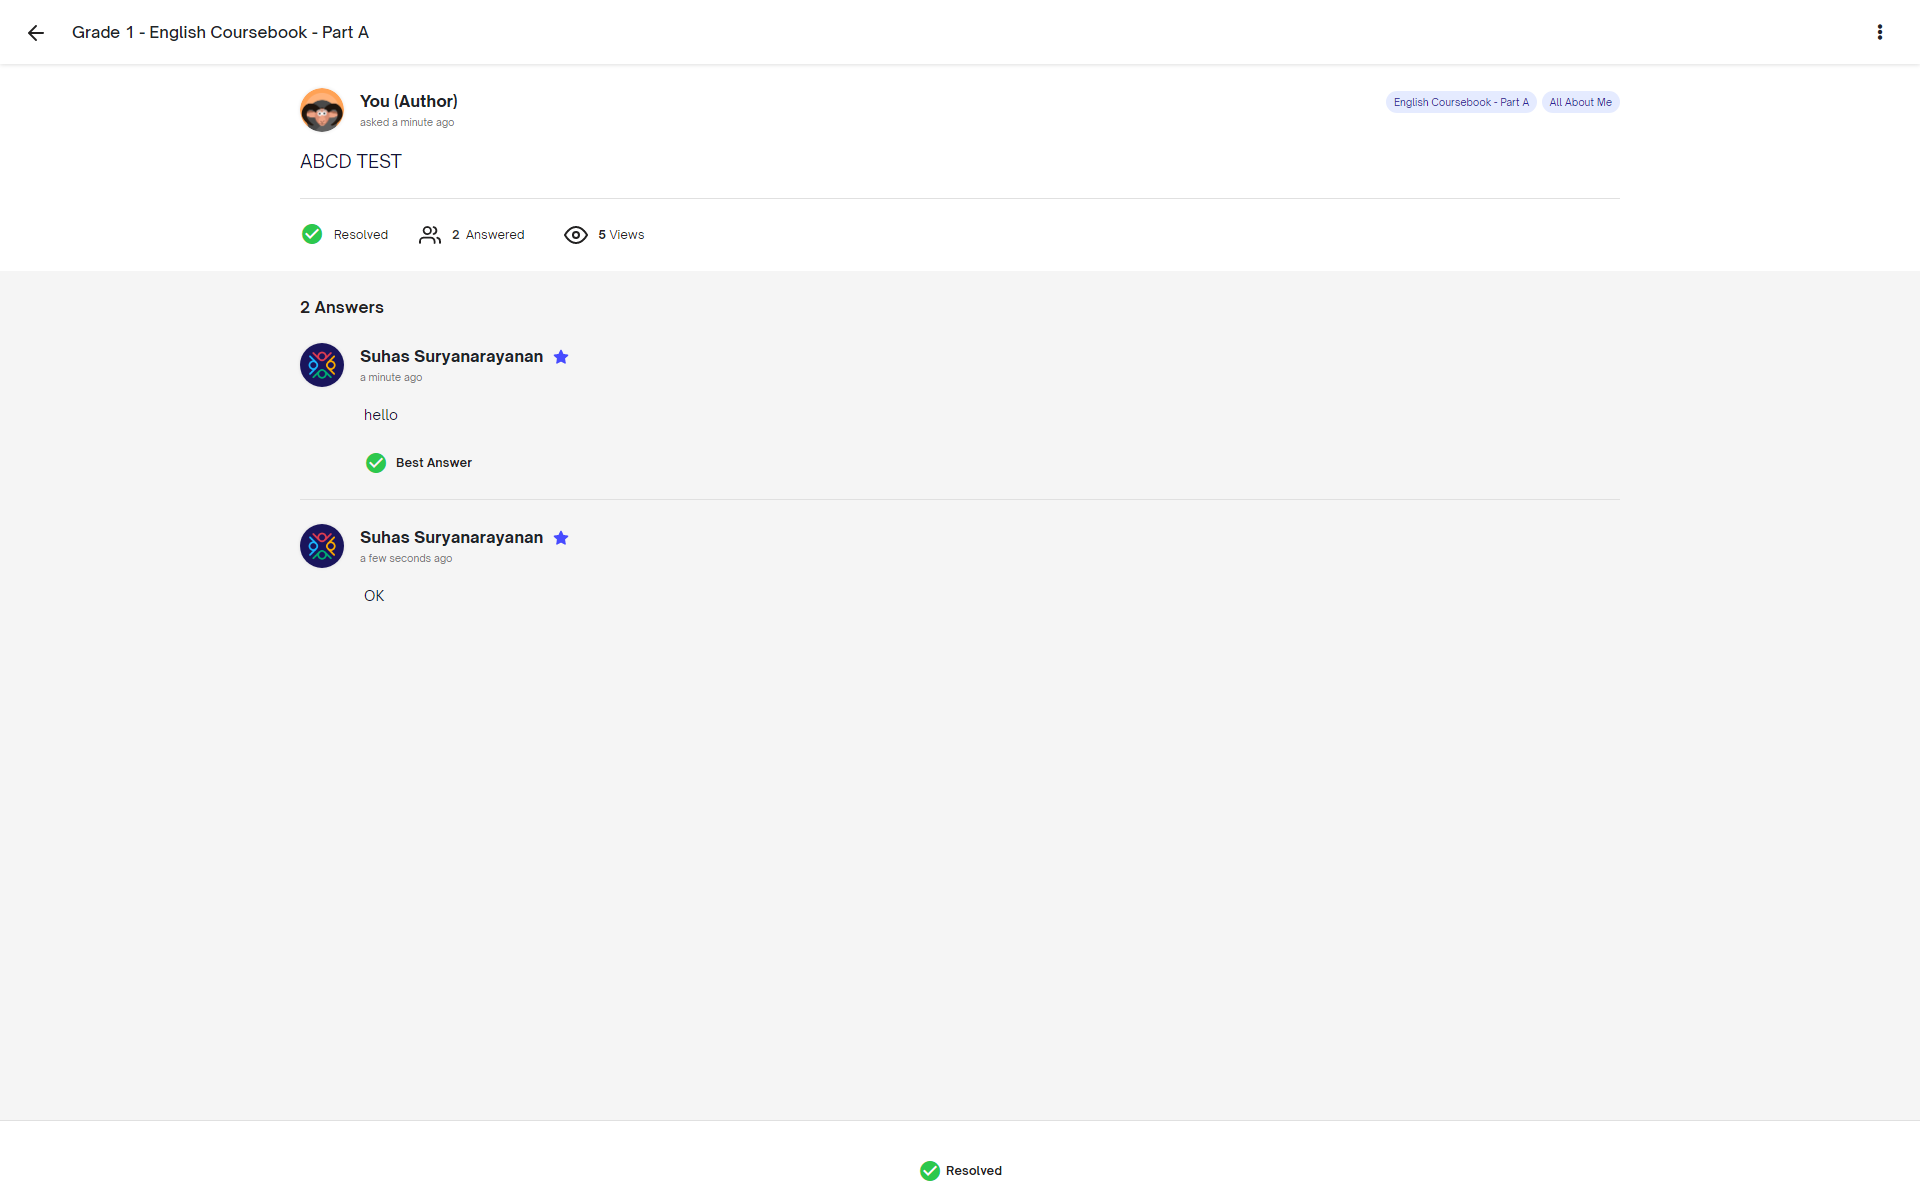 Grade 1 - English Coursebook - Part A
You (Author)
asked a minute ago
English Coursebook - Part A
All About Me
ABCD TEST
Resolved
2 Answered
5 Views
2 Answers
Suhas Suryanarayanan
a minute ago
hello
Best Answer
Suhas Suryanarayanan
a few seconds ago
OK
Resolved